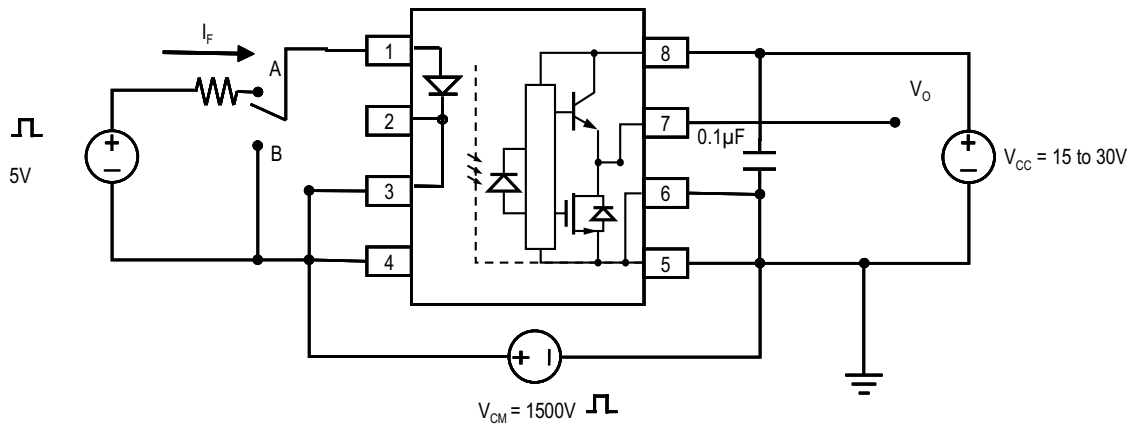 I_F
A
B
5V
+
−
1
2
3
4
8
7
6
5
0.1µF
V_O
+
−
V_CC = 15 to 30V
+ −
V_CM = 1500V